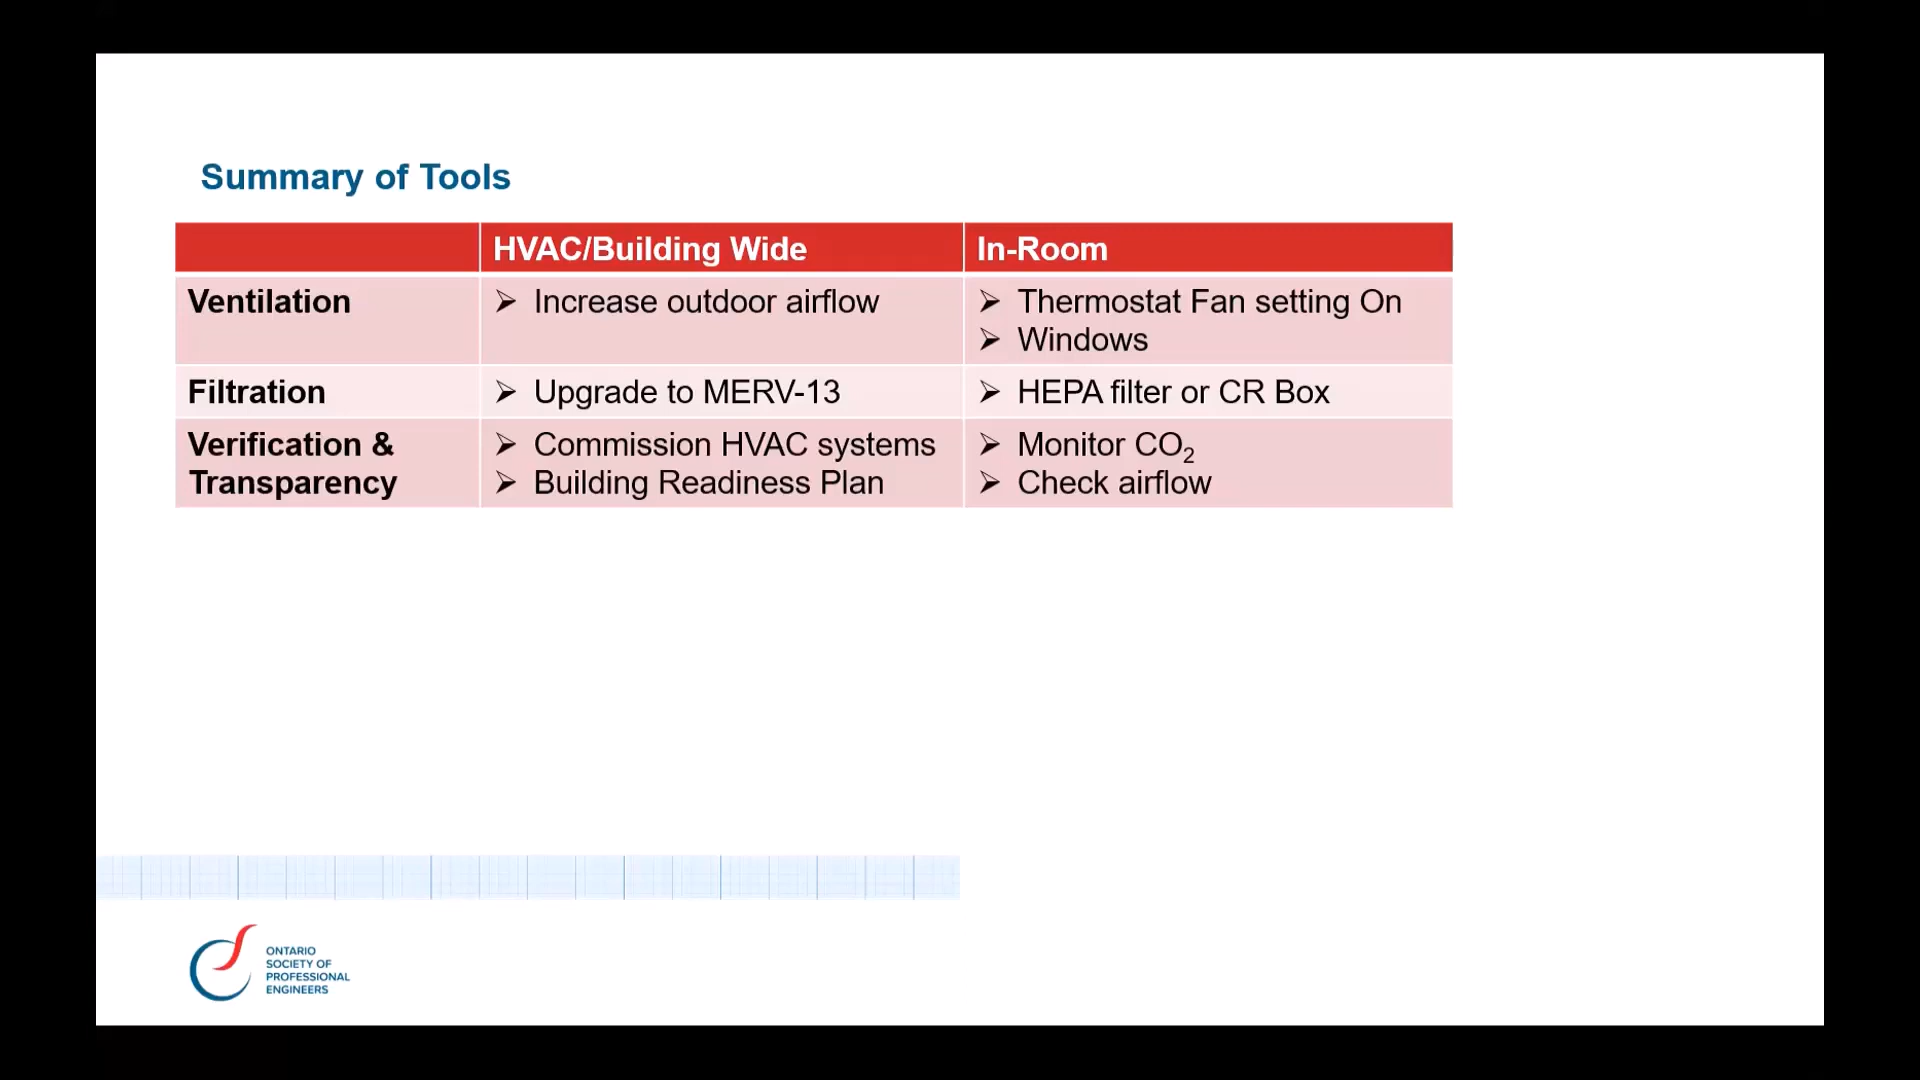 Summary of Tools
HVAC/Building Wide
In-Room
Ventilation
➢ Increase outdoor airflow
➢ Thermostat Fan setting On
➢ Windows
Filtration
➢ Upgrade to MERV-13
➢ HEPA filter or CR Box
Verification &
Transparency
➢ Commission HVAC systems
➢ Building Readiness Plan
➢ Monitor CO₂
➢ Check airflow
ONTARIO
SOCIETY OF
PROFESSIONAL
ENGINEERS